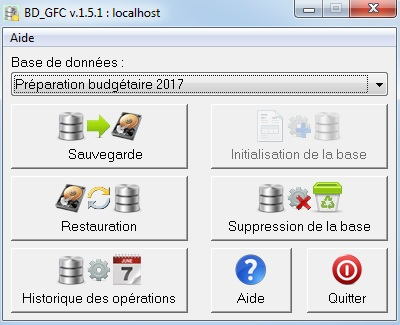 BD_GFC v.1.5.1 : localhost
Aide
Base de données :
Préparation budgétaire 2017
Sauvegarde
Initialisation de la base
Restauration
Suppression de la base
JUNE
7
Historique des opérations
Aide
Quitter